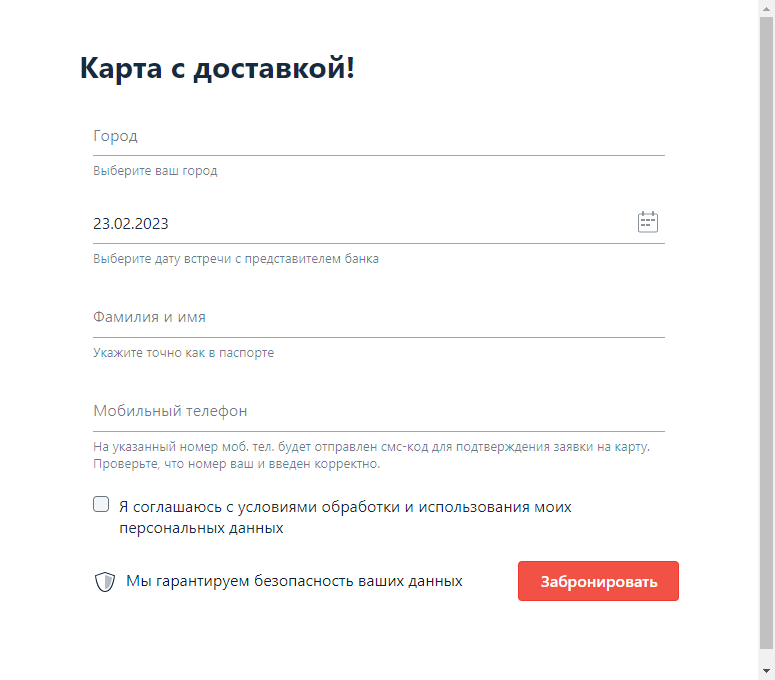 Карта с доставкой!
Город
Выберите ваш город
23.02.2023
Выберите дату встречи с представителем банка
Фамилия и имя
Укажите точно как в паспорте
Мобильный телефон
На указанный номер моб. тел. будет отправлен смс-код для подтверждения заявки на карту.
Проверьте, что номер ваш и введен корректно.
Я соглашаюсь с условиями обработки и использования моих
персональных данных
Мы гарантируем безопасность ваших данных
Забронировать